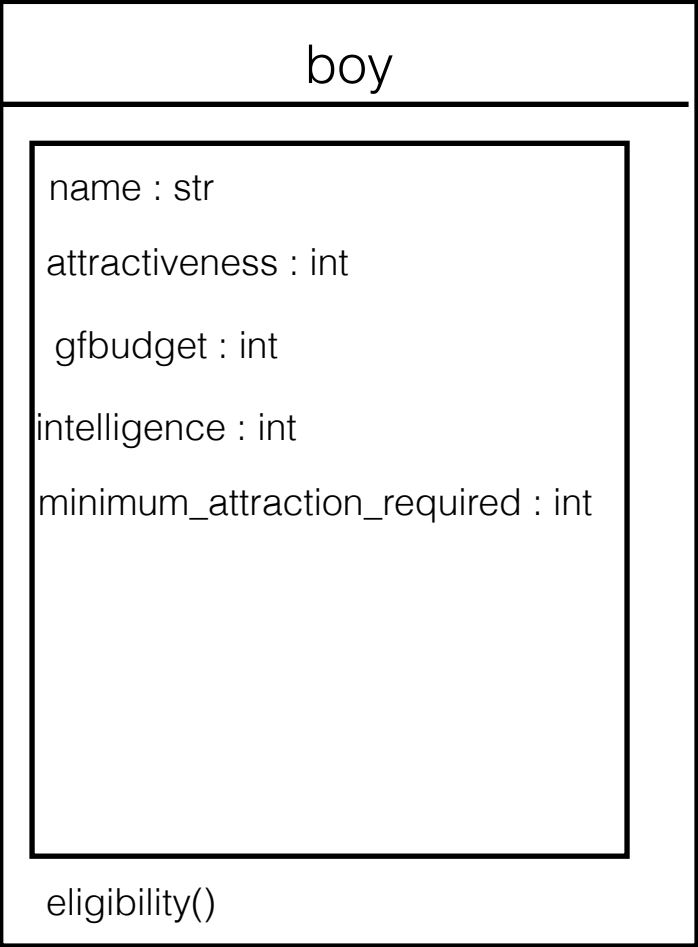 boy
name : str
attractiveness : int
gfbudget : int
intelligence : int
minimum_attraction_required : int
eligibility()